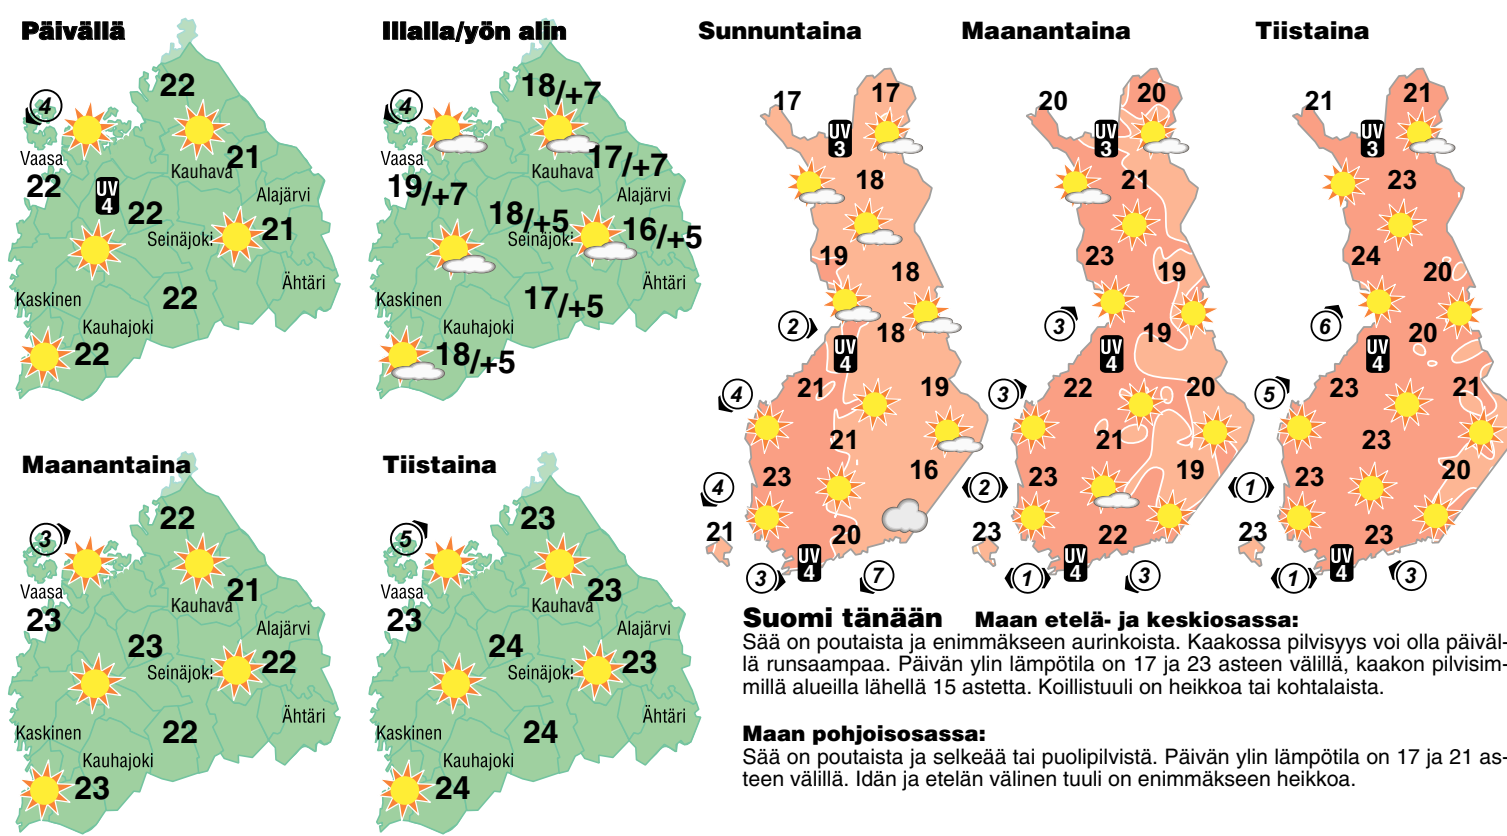 Päivällä
22
4
Vaasa
22
Kauhava
21
UV
4
22
Alajärvi
Seinäjoki
21
Ähtäri
Kaskinen
22
Kauhajoki
22
Illalla/yön alin
18/+7
4
Vaasa
19/+7
Kauhava
17/+7
Alajärvi
18/+5
Seinäjoki
16/+5
Ähtäri
Kaskinen
17/+5
Kauhajoki
18/+5
Maanantaina
22
3
Vaasa
23
Kauhava
21
Alajärvi
23
Seinäjoki
22
Ähtäri
Kaskinen
22
Kauhajoki
23
Tiistaina
23
5
Vaasa
23
Kauhava
23
Alajärvi
24
Seinäjoki
23
Ähtäri
Kaskinen
24
Kauhajoki
24
Sunnuntaina
17
17
UV
3
18
19
18
2
18
UV
4
21
19
4
21
23
16
4
21
20
UV
4
3
7
Maanantaina
20
20
UV
3
21
23
19
3
19
UV
4
22
20
3
21
23
19
2
23
22
UV
4
1
3
Tiistaina
21
21
UV
3
23
24
20
6
20
UV
4
23
21
5
23
23
20
1
23
23
UV
4
1
3
Suomi tänään Maan etelä- ja keskiosassa:
Sää on poutaista ja enimmäkseen aurinkoista. Kaakossa pilvisyys voi olla päiväl-
lä runsaampaa. Päivän ylin lämpötila on 17 ja 23 asteen välillä, kaakon pilvisim-
millä alueilla lähellä 15 astetta. Koillistuuli on heikkoa tai kohtalaista.
Maan pohjoisosassa:
Sää on poutaista ja selkeää tai puolipilvistä. Päivän ylin lämpötila on 17 ja 21 as-
teen välillä. Idän ja etelän välinen tuuli on enimmäkseen heikkoa.